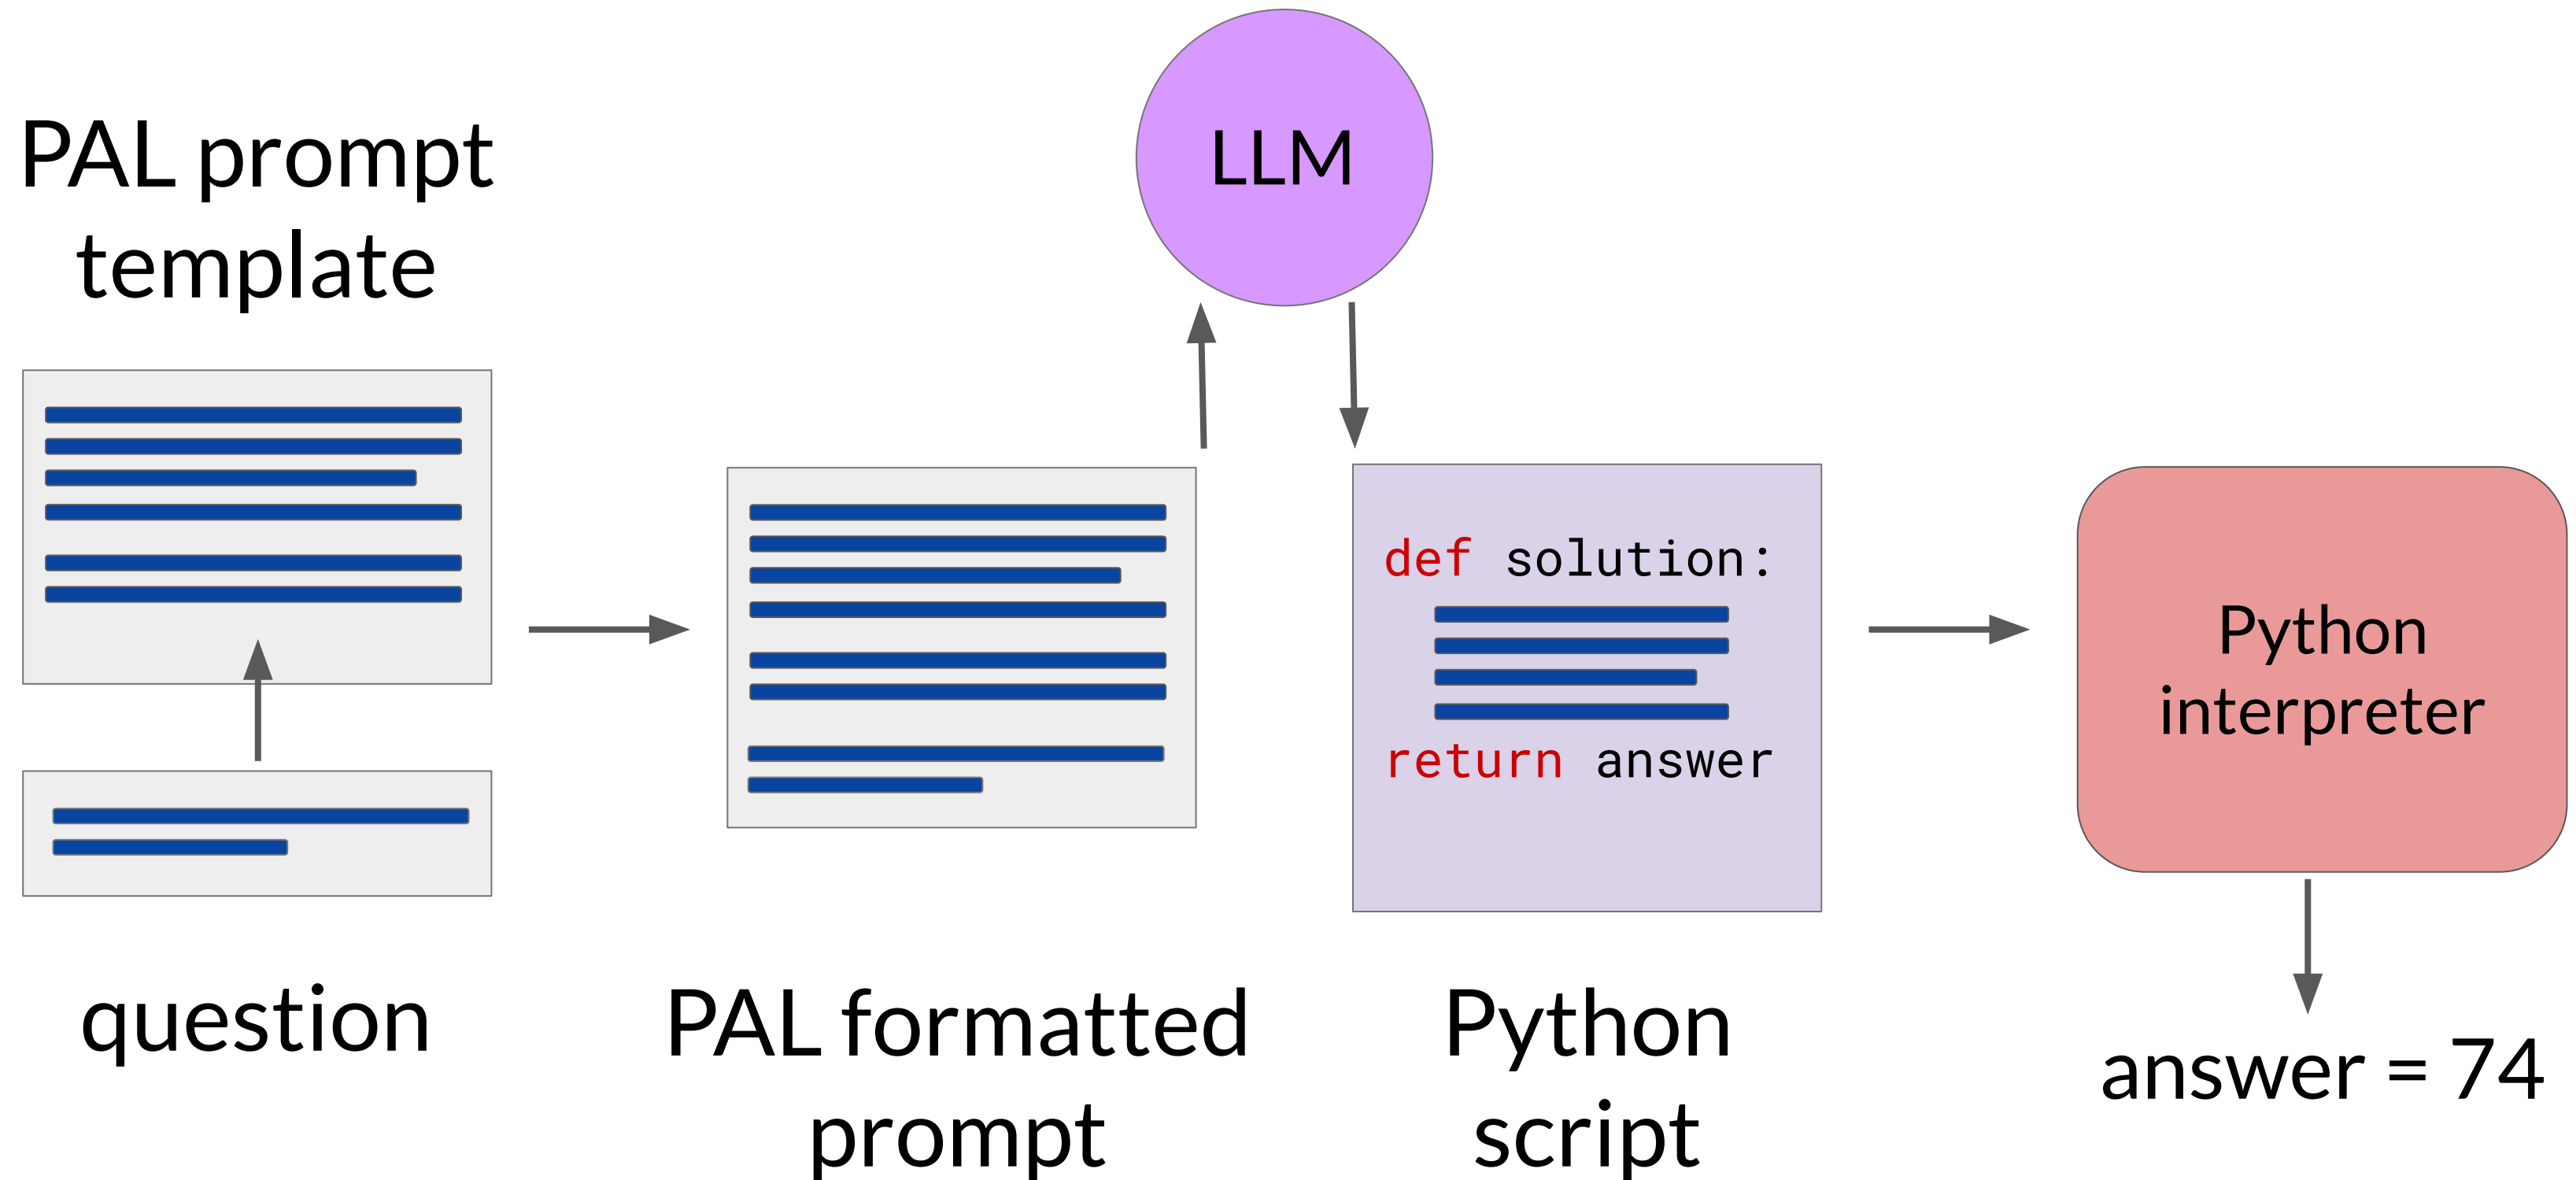 PAL prompt
template
question
PAL formatted
prompt
LLM
def solution:
return answer
Python
script
Python
interpreter
answer = 74